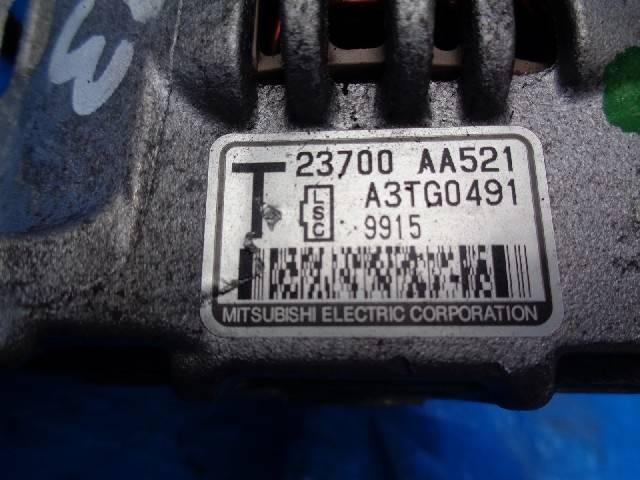 T 23700 AA521
LSC A3TG0491
9915
MITSUBISHI ELECTRIC CORPORATION